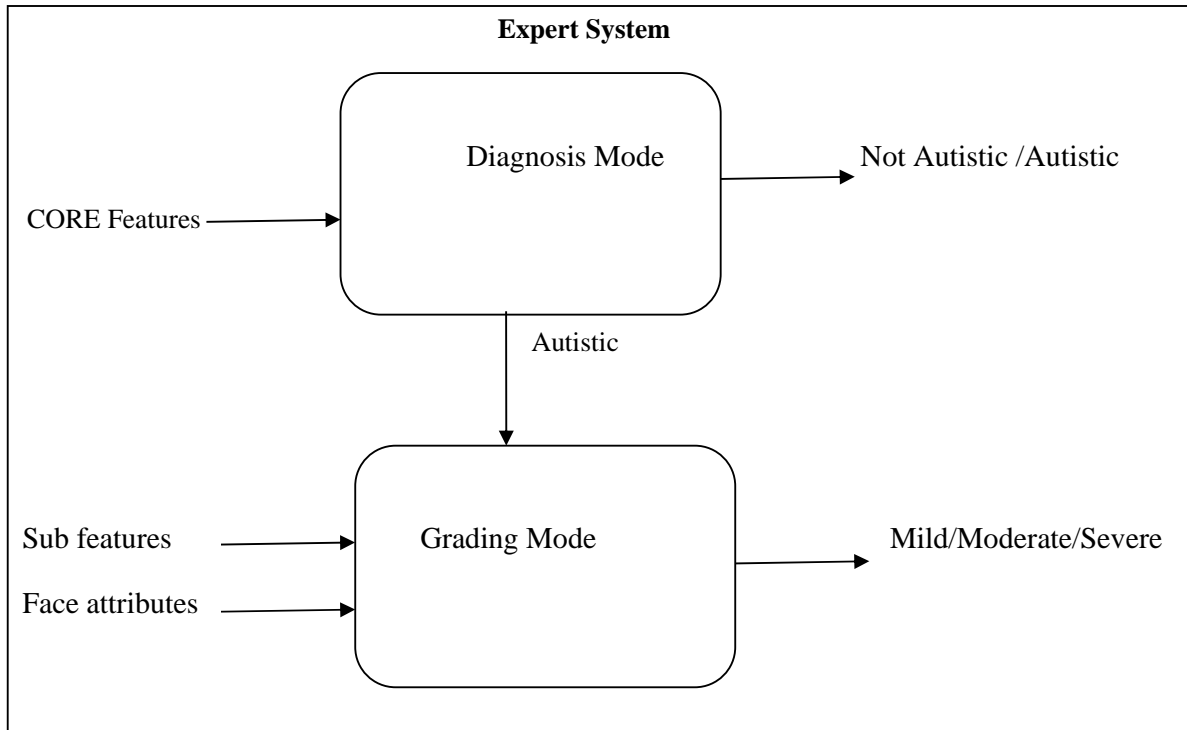 Expert System
Diagnosis Mode
Not Autistic /Autistic
CORE Features
Autistic
Sub features
Grading Mode
Mild/Moderate/Severe
Face attributes